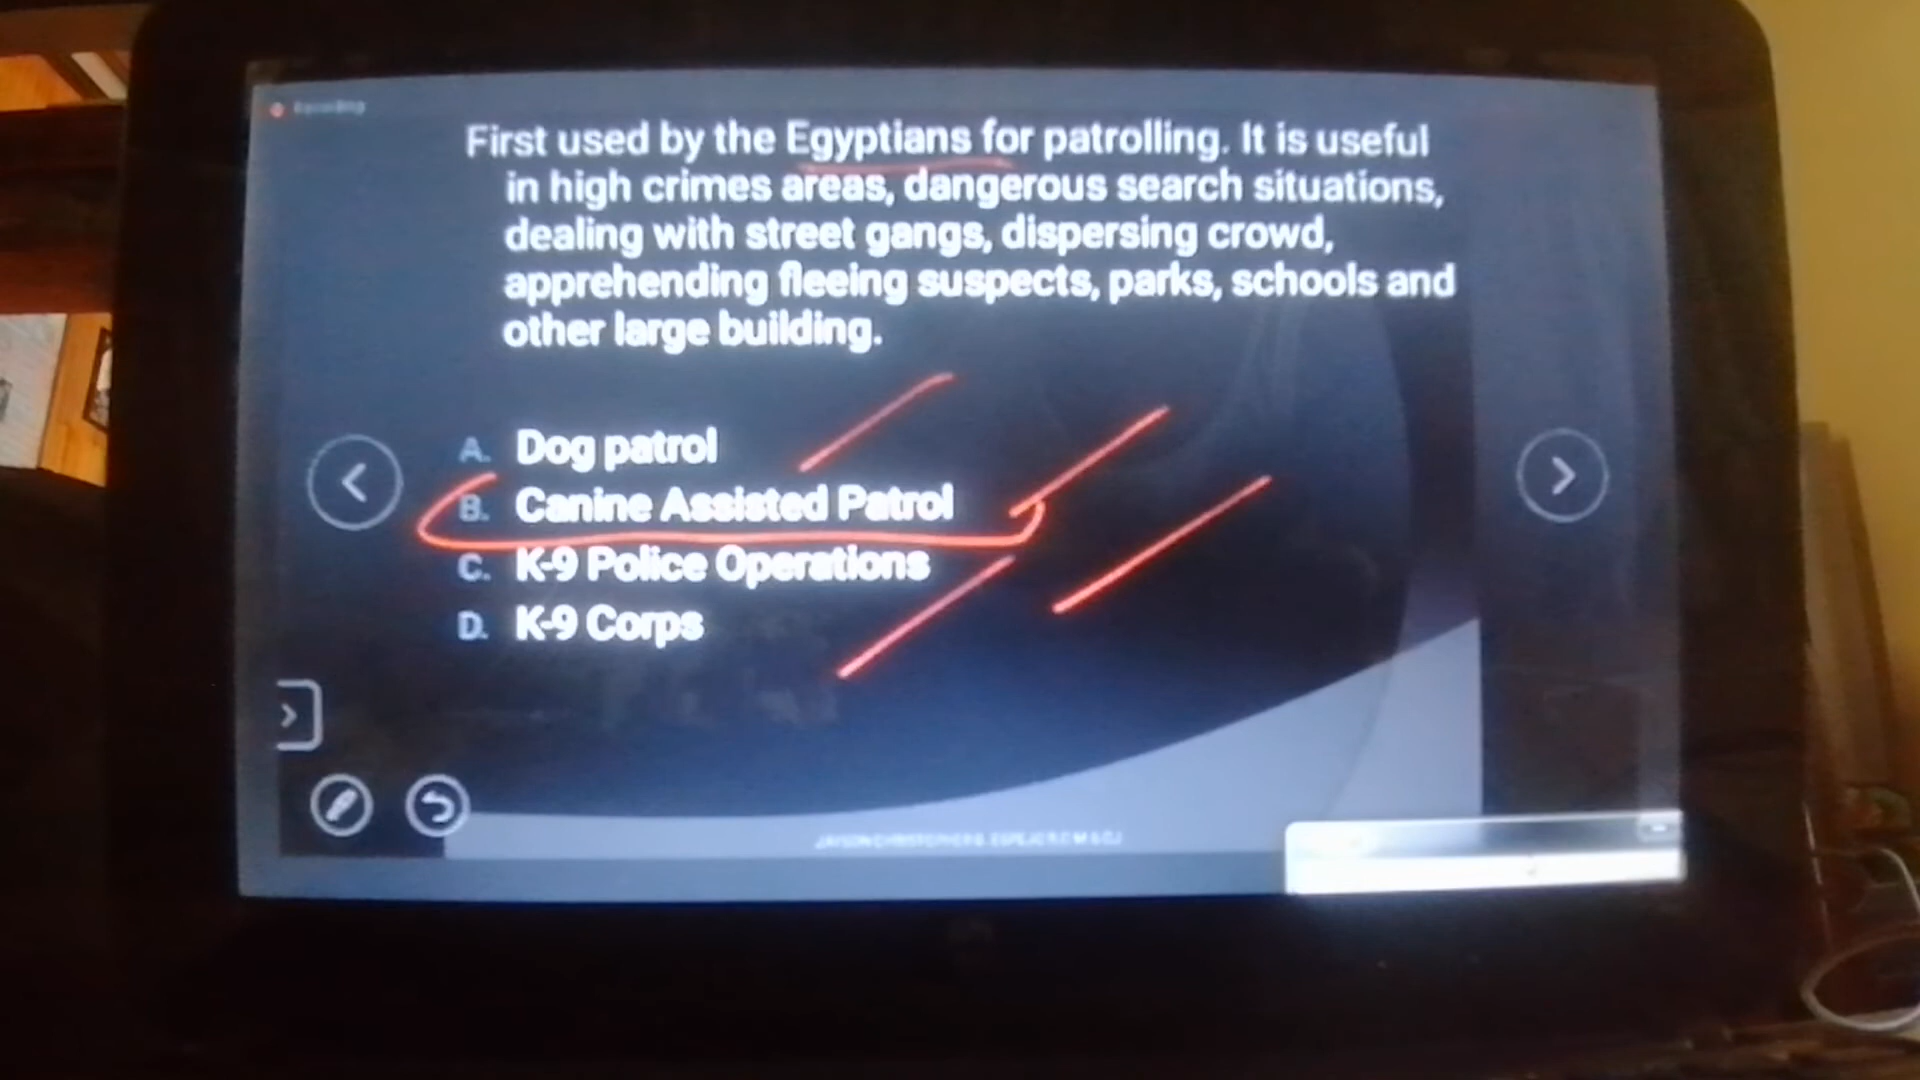 Recording
First used by the Egyptians for patrolling. It is useful
in high crimes areas, dangerous search situations,
dealing with street gangs, dispersing crowd,
apprehending fleeing suspects, parks, schools and
other large building.
A. Dog patrol
B. Canine Assisted Patrol
C. K-9 Police Operations
D. K-9 Corps